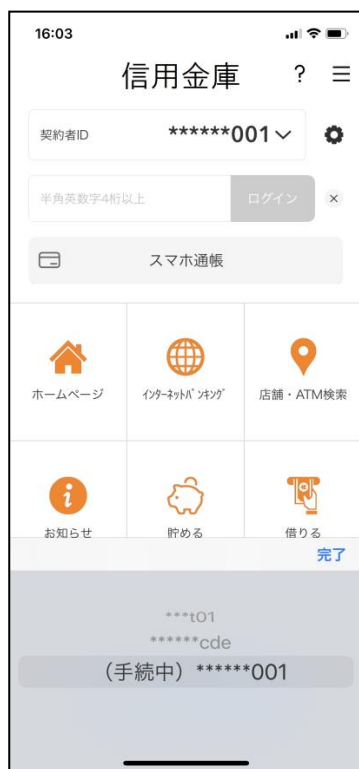 16:03
信用金庫
?
契約者ID ******001
半角英数字4桁以上 ログイン ×
スマホ通帳
ホームページ ｲﾝﾀｰﾈｯﾄﾊﾞﾝｷﾝｸﾞ 店舗・ATM検索
お知らせ 貯める 借りる
完了
***t01
******cde
（手続中）******001